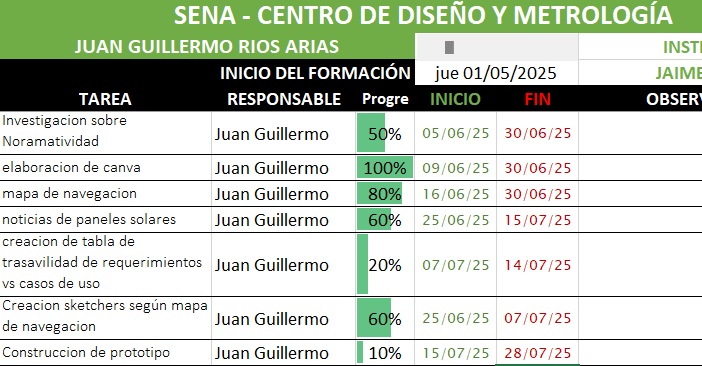 SENA - CENTRO DE DISEÑO Y METROLOGÍA
JUAN GUILLERMO RIOS ARIAS INST
INICIO DEL FORMACIÓN jue 01/05/2025 JAIME
TAREA RESPONSABLE Progre INICIO FIN OBSER
Investigacion sobre
Noramatividad Juan Guillermo 50% 05/06/25 30/06/25
elaboracion de canva Juan Guillermo 100% 09/06/25 30/06/25
mapa de navegacion Juan Guillermo 80% 16/06/25 30/06/25
noticias de paneles solares Juan Guillermo 60% 25/06/25 15/07/25
creacion de tabla de
trasavilidad de requerimientos Juan Guillermo 20% 07/07/25 14/07/25
vs casos de uso
Creacion sketchers según mapa
de navegacion Juan Guillermo 60% 25/06/25 07/07/25
Construccion de prototipo Juan Guillermo 10% 15/07/25 28/07/25